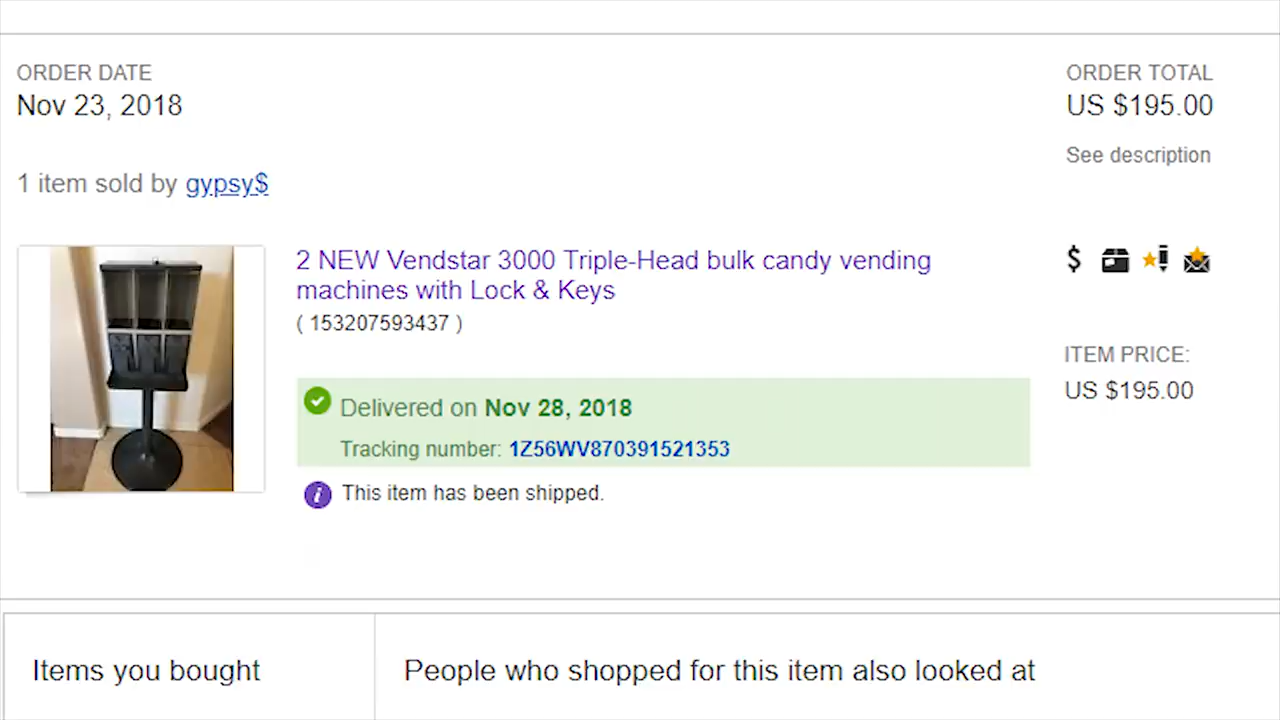 ORDER DATE
Nov 23, 2018
ORDER TOTAL
US $195.00
See description
1 item sold by gypsy$
2 NEW Vendstar 3000 Triple-Head bulk candy vending
machines with Lock & Keys
( 153207593437 )
$
ITEM PRICE:
US $195.00
Delivered on Nov 28, 2018
Tracking number: 1Z56WV870391521353
This item has been shipped.
Items you bought
People who shopped for this item also looked at